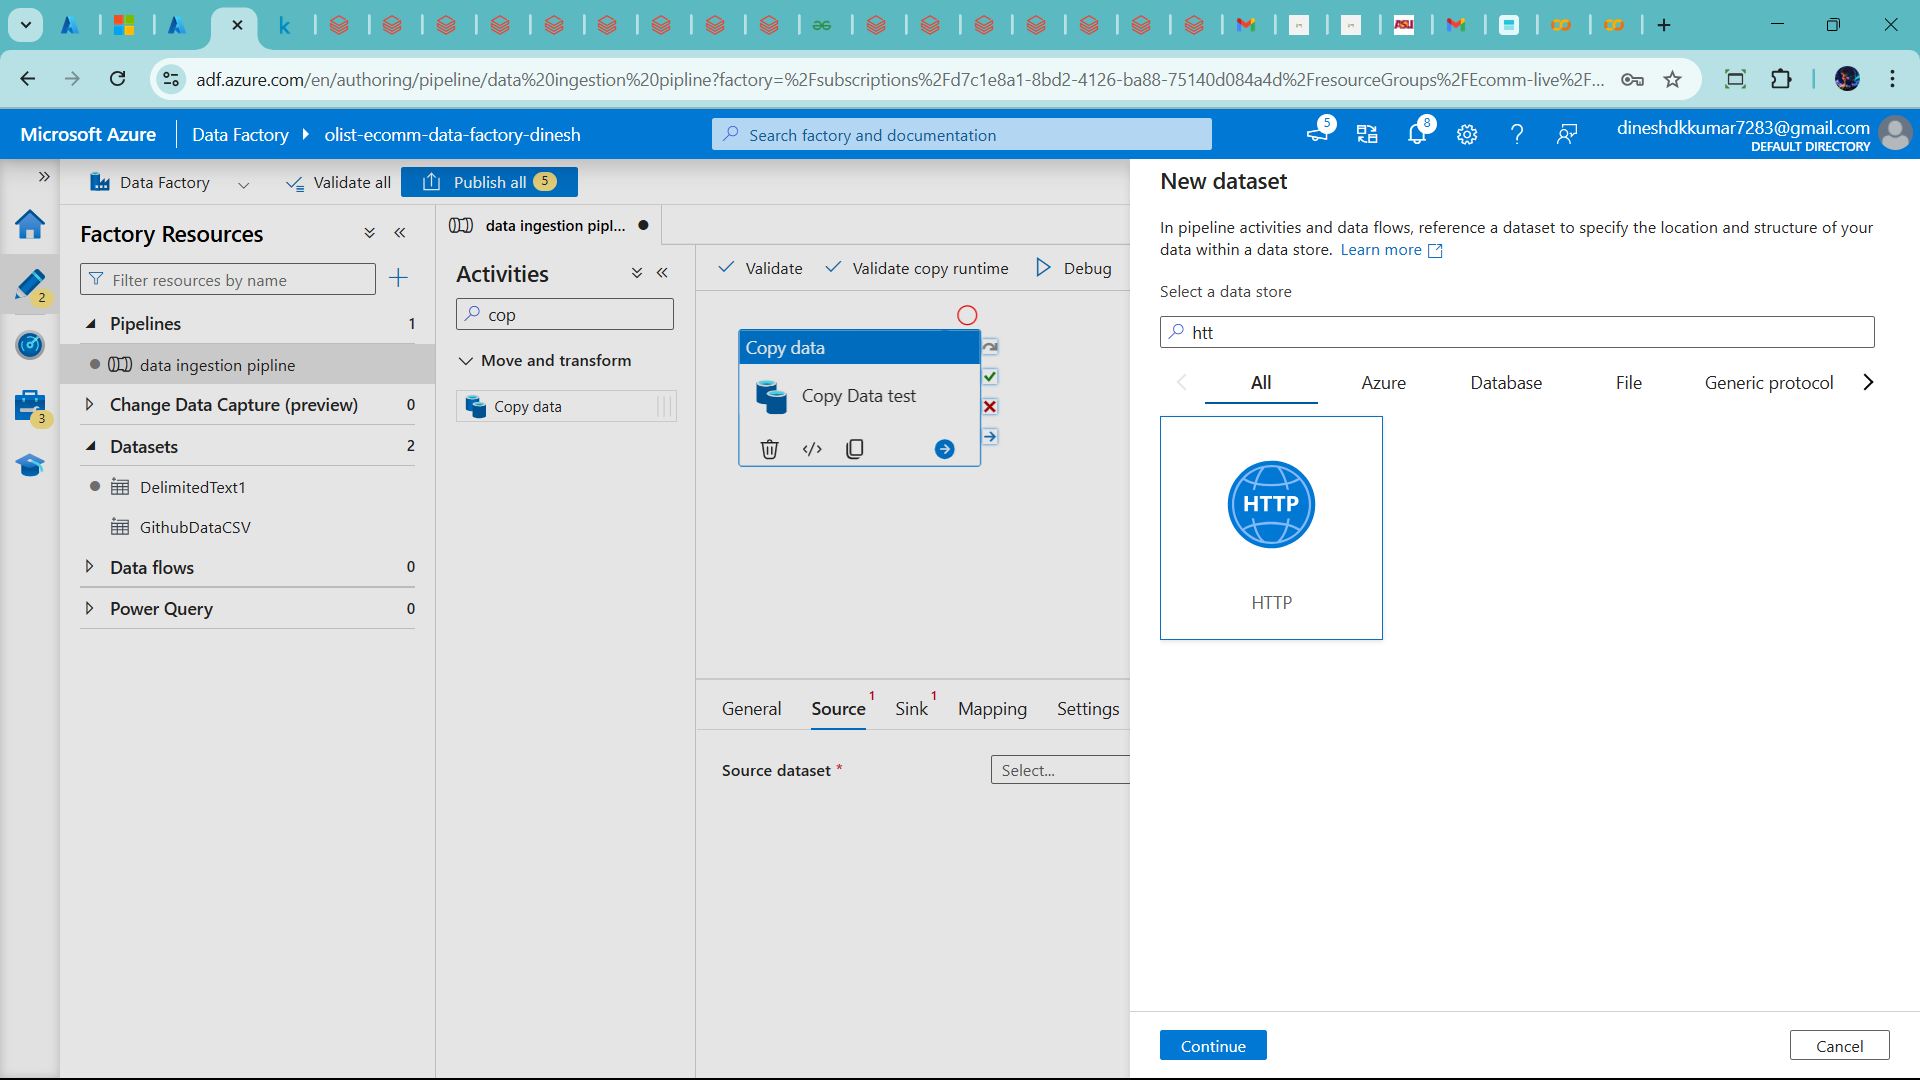 adf.azure.com/en/authoring/pipeline/data%20ingestion%20pipline?factory=%2Fsubscriptions%2Fd7c1e8a1-8bd2-4126-ba88-75140d084a4d%2FresourceGroups%2FEcomm-live%2F...
Microsoft Azure
Data Factory
olist-ecomm-data-factory-dinesh
Search factory and documentation
5
8
dineshdkkumar7283@gmail.com
DEFAULT DIRECTORY
2
3
Data Factory
Validate all
Publish all 5
Factory Resources
Filter resources by name
Pipelines 1
data ingestion pipline
Change Data Capture (preview) 0
Datasets 2
DelimitedText1
GithubDataCSV
Data flows 0
Power Query 0
data ingestion pipl...
Activities
cop
Move and transform
Copy data
Validate
Validate copy runtime
Debug
Copy data
Copy Data test
General
Source 1
Sink 1
Mapping
Settings
Source dataset *
Select...
New dataset
In pipeline activities and data flows, reference a dataset to specify the location and structure of your
data within a data store. Learn more
Select a data store
htt
All
Azure
Database
File
Generic protocol
HTTP
HTTP
Continue
Cancel